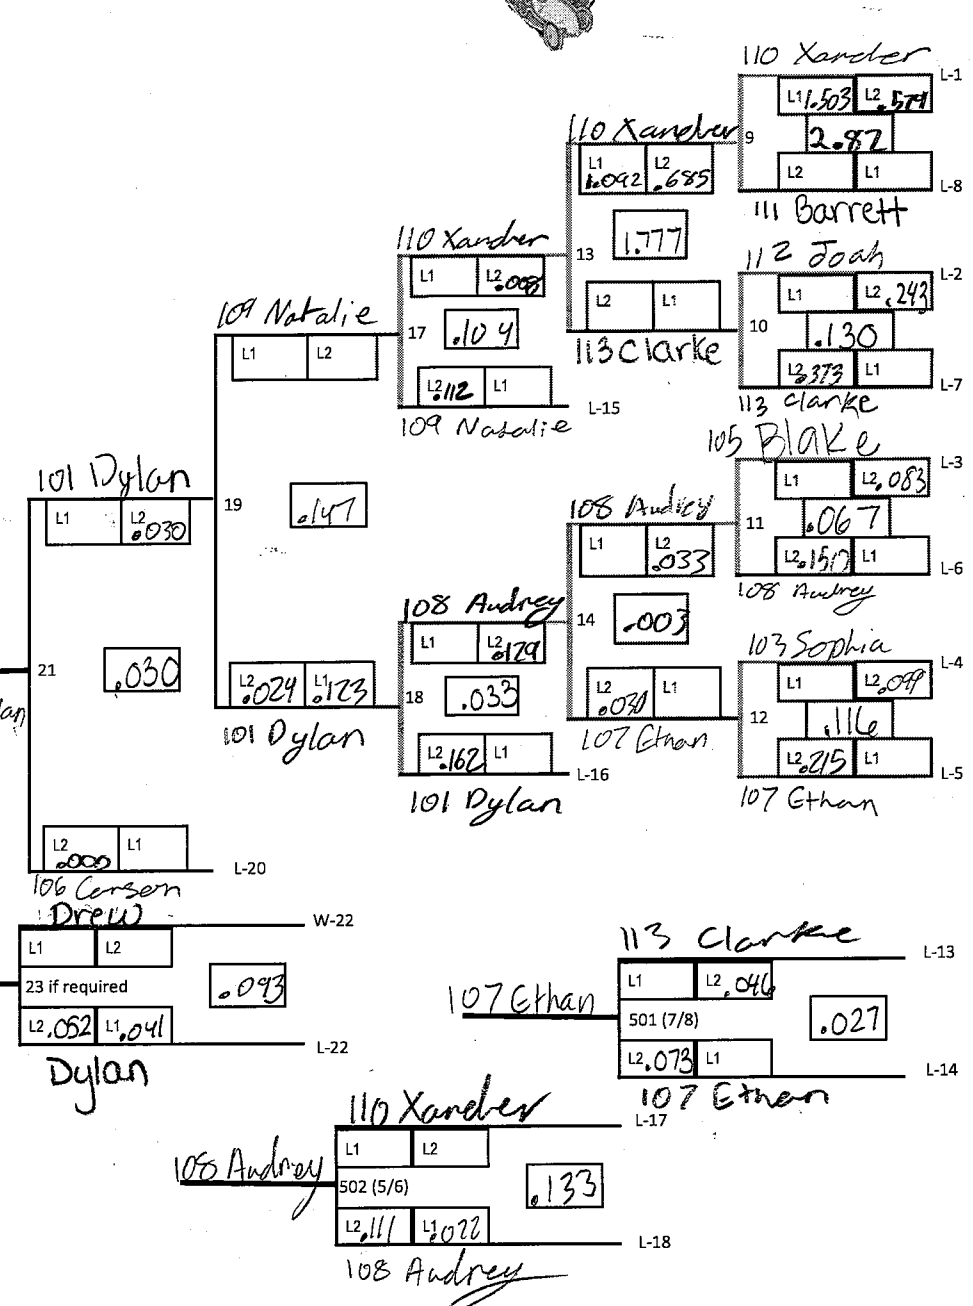 110 Xander
L-1
L1 1.503 L2 .579
9
2.82
L2 L1
L-8
111 Barrett
110 Xander
L1 1.092 L2 .685
13
1.777
L2 L1
113 Clarke
112 Joah
L-2
L1 L2 .243
10
.130
L2 .373 L1
L-7
113 Clarke
110 Xander
L1 L2 .008
17
.104
L2 .112 L1
L-15
109 Natalie
109 Natalie
L1 L2
19
.147
L2 .024 L1 .123
101 Dylan
105 Blake
L-3
L1 L2 .083
11
.067
L2 .150 L1
L-6
108 Audrey
108 Audrey
L1 L2 .033
14
.003
L2 .030 L1
107 Ethan
103 Sophia
L-4
L1 L2 .099
12
.116
L2 .215 L1
L-5
107 Ethan
108 Audrey
L1 L2 .129
18
.033
L2 .162 L1
L-16
101 Dylan
101 Dylan
L1 L2 .030
21
.030
L2 .000 L1
L-20
106 Carson
Drew
W-22
L1 L2
23 if required
.093
L2 .052 L1 .041
L-22
Dylan
113 Clarke
L-13
L1 L2 .046
107 Ethan
501 (7/8)
.027
L2 .073 L1
L-14
107 Ethan
110 Xander
L-17
L1 L2
108 Audrey
502 (5/6)
.133
L2 .111 L1 .022
L-18
108 Audrey